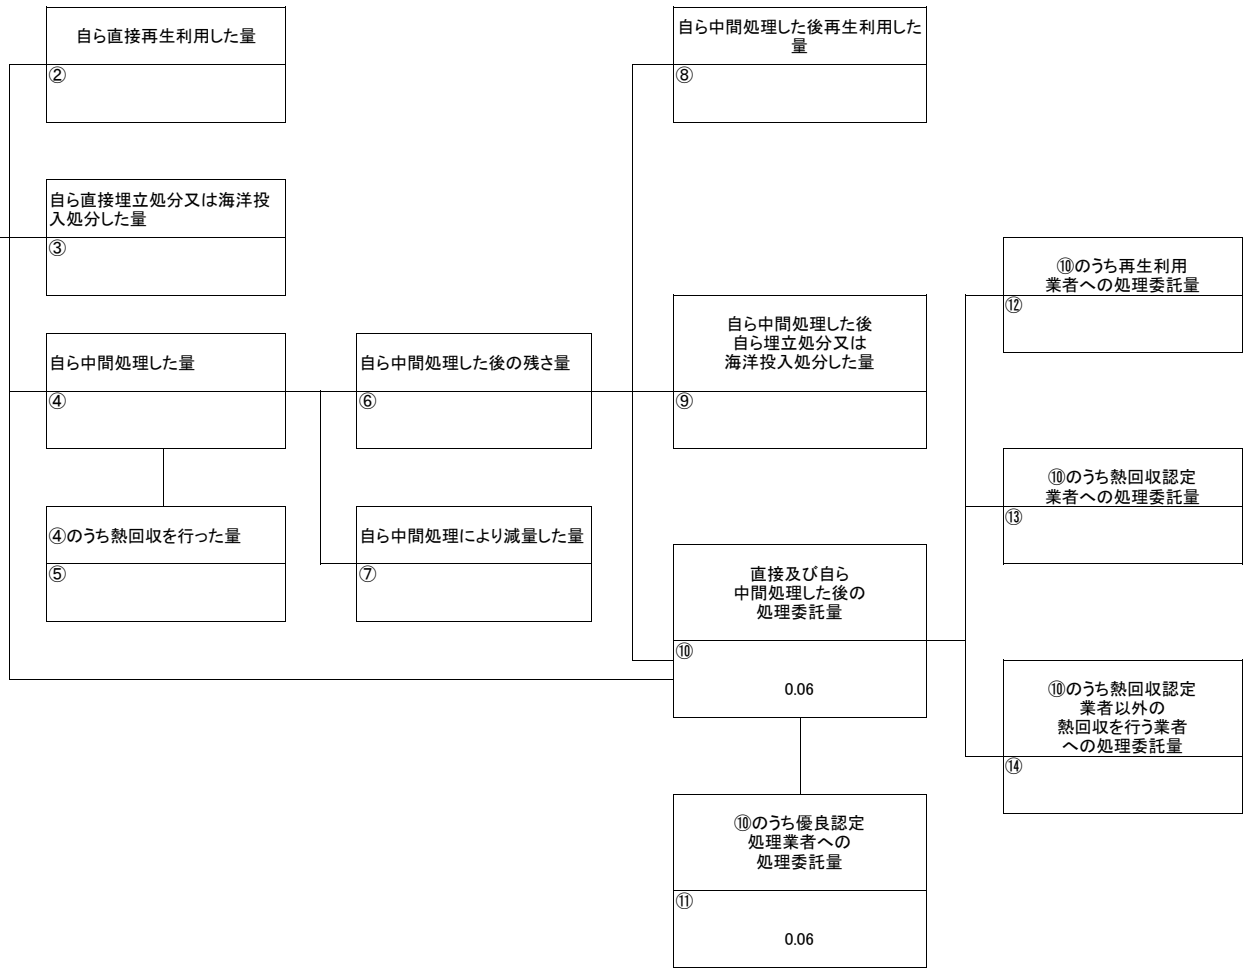 自ら直接再生利用した量
②
自ら直接埋立処分又は海洋投
入処分した量
③
自ら中間処理した量
④
④のうち熱回収を行った量
⑤
自ら中間処理した後の残さ量
⑥
自ら中間処理により減量した量
⑦
自ら中間処理した後再生利用した
量
⑧
自ら中間処理した後
自ら埋立処分又は
海洋投入処分した量
⑨
直接及び自ら
中間処理した後の
処理委託量
⑩
0.06
⑩のうち優良認定
処理業者への
処理委託量
⑪
0.06
⑩のうち再生利用
業者への処理委託量
⑫
⑩のうち熱回収認定
業者への処理委託量
⑬
⑩のうち熱回収認定
業者以外の
熱回収を行う業者
への処理委託量
⑭